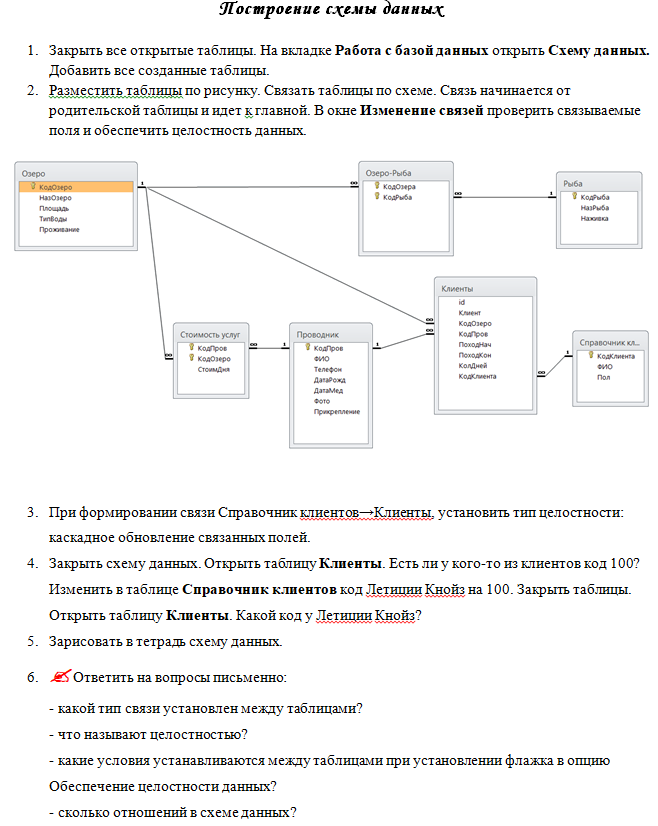 Построение схемы данных
1. Закрыть все открытые таблицы. На вкладке Работа с базой данных открыть Схему данных.
Добавить все созданные таблицы.
2. Разместить таблицы по рисунку. Связать таблицы по схеме. Связь начинается от
родительской таблицы и идет к главной. В окне Изменение связей проверить связываемые
поля и обеспечить целостность данных.
Озеро
КодОзеро
НазОзеро
Площадь
ТипВоды
Проживание
1
∞
Озеро-Рыба
КодОзера
КодРыба
∞
1
Рыба
КодРыба
НазРыба
Наживка
Стоимость услуг
КодПров
КодОзеро
СтоимДня
∞
∞
1
Проводник
КодПров
ФИО
Телефон
ДатаРожд
ДатаМед
Фото
Прикрепление
1
∞
∞
Клиенты
id
Клиент
КодОзеро
КодПров
ПоходНач
ПоходКон
КолДней
КодКлиента
∞
1
Справочник кл...
КодКлиента
ФИО
Пол
3. При формировании связи Справочник клиентов→Клиенты, установить тип целостности:
каскадное обновление связанных полей.
4. Закрыть схему данных. Открыть таблицу Клиенты. Есть ли у кого-то из клиентов код 100?
Изменить в таблице Справочник клиентов код Летиции Кнойз на 100. Закрыть таблицы.
Открыть таблицу Клиенты. Какой код у Летиции Кнойз?
5. Зарисовать в тетрадь схему данных.
6. Ответить на вопросы письменно:
- какой тип связи установлен между таблицами?
- что называют целостностью?
- какие условия устанавливаются между таблицами при установлении флажка в опцию
Обеспечение целостности данных?
- сколько отношений в схеме данных?